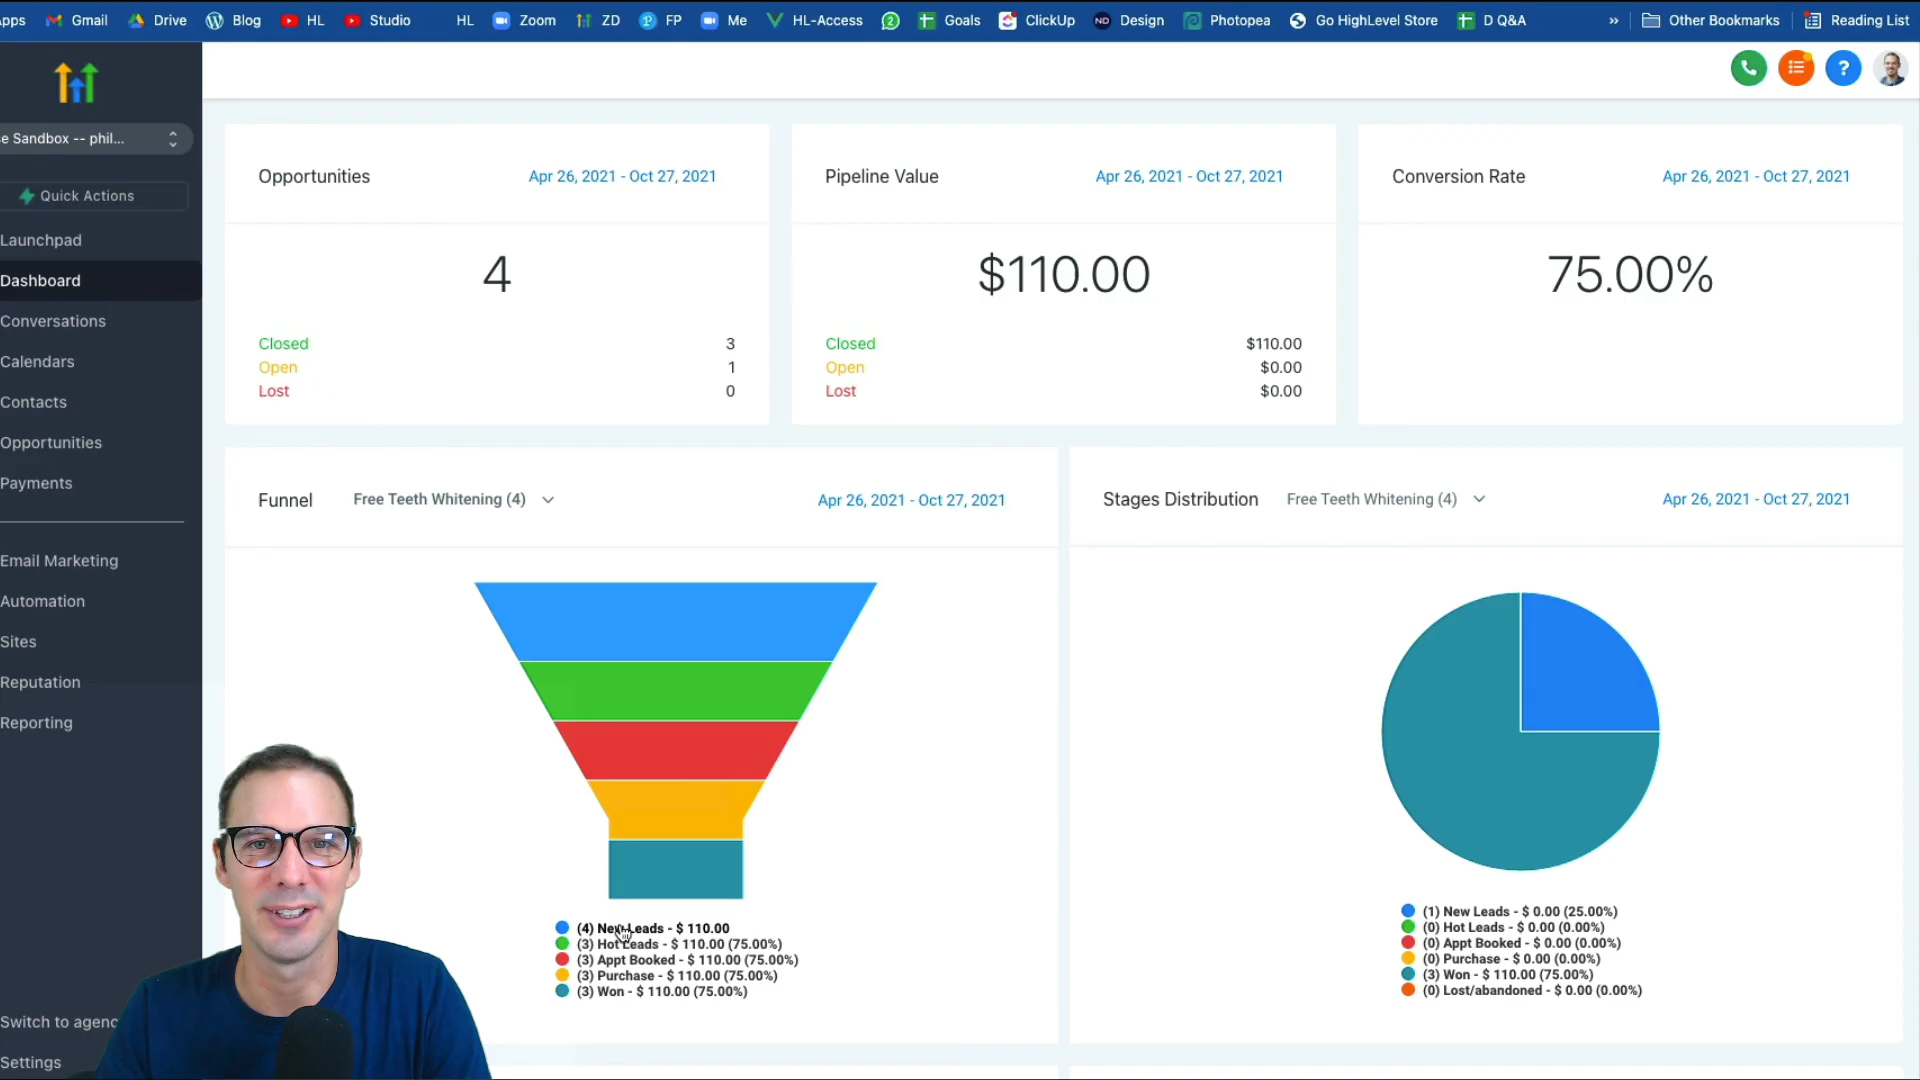 pps Gmail Drive Blog HL Studio HL Zoom ZD FP Me HL-Access 2 Goals ClickUp ND Design Photopea Go HighLevel Store D Q&A » Other Bookmarks Reading List
e Sandbox -- phil...
Quick Actions
Launchpad
Dashboard
Conversations
Calendars
Contacts
Opportunities
Payments
Email Marketing
Automation
Sites
Reputation
Reporting
Switch to agenc
Settings
?
Opportunities Apr 26, 2021 - Oct 27, 2021
4
Closed 3
Open 1
Lost 0
Pipeline Value Apr 26, 2021 - Oct 27, 2021
$110.00
Closed $110.00
Open $0.00
Lost $0.00
Conversion Rate Apr 26, 2021 - Oct 27, 2021
75.00%
Funnel Free Teeth Whitening (4) Apr 26, 2021 - Oct 27, 2021
(4) New Leads - $ 110.00
(3) Hot Leads - $ 110.00 (75.00%)
(3) Appt Booked - $ 110.00 (75.00%)
(3) Purchase - $ 110.00 (75.00%)
(3) Won - $ 110.00 (75.00%)
Stages Distribution Free Teeth Whitening (4) Apr 26, 2021 - Oct 27, 2021
(1) New Leads - $ 0.00 (25.00%)
(0) Hot Leads - $ 0.00 (0.00%)
(0) Appt Booked - $ 0.00 (0.00%)
(0) Purchase - $ 0.00 (0.00%)
(3) Won - $ 110.00 (75.00%)
(0) Lost/abandoned - $ 0.00 (0.00%)